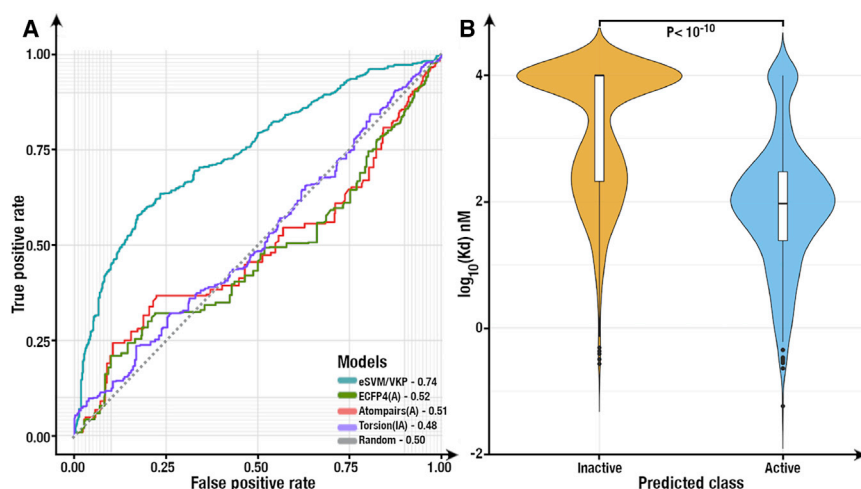 A
1.00
0.75
0.50
0.25
0.00
True positive rate
0.00
0.25
0.50
0.75
1.00
False positive rate
Models
eSVM/VKP - 0.74
ECFP4(A) - 0.52
Atompairs(A) - 0.51
Torsion(IA) - 0.48
Random - 0.50
B
P< 10⁻¹⁰
4
2
0
-2
log₁₀(Kd) nM
Inactive
Active
Predicted class